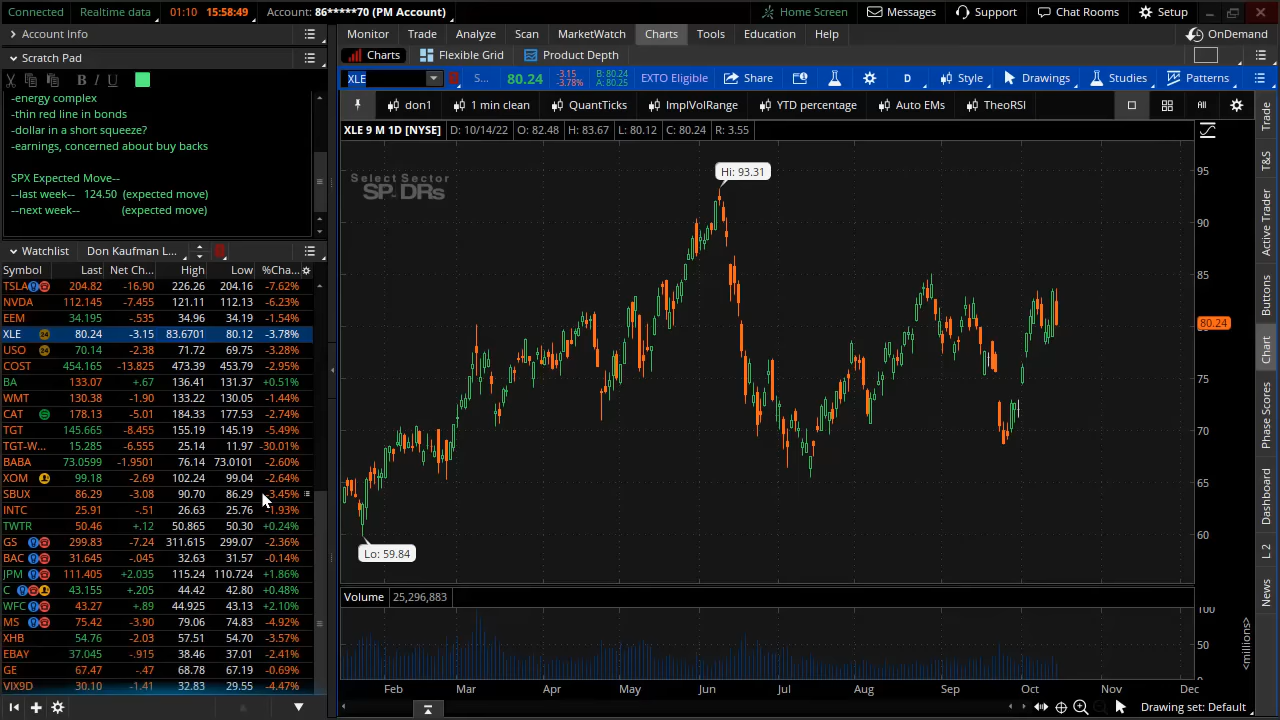 Connected Realtime data 01:10 15:58:49 Account: 86*****70 (PM Account) Home Screen Messages Support Chat Rooms Setup
Account Info
Scratch Pad
B I U
-energy complex
-thin red line in bonds
-dollar in a short squeeze?
-earnings, concerned about buy backs
SPX Expected Move--
--last week-- 124.50 (expected move)
--next week-- (expected move)
Watchlist Don Kaufman L...
Symbol Last Net Ch... High Low %Cha...
TSLA 204.82 -16.90 226.26 204.16 -7.62%
NVDA 112.145 -7.455 121.11 112.13 -6.23%
EEM 34.195 -.535 34.96 34.19 -1.54%
XLE 80.24 -3.15 83.6701 80.12 -3.78%
USO 70.14 -2.38 71.72 69.75 -3.28%
COST 454.165 -13.825 473.39 453.79 -2.95%
BA 133.07 +.67 136.41 131.37 +0.51%
WMT 130.38 -1.90 133.22 130.05 -1.44%
CAT 178.13 -5.01 184.33 177.53 -2.74%
TGT 145.665 -8.455 155.19 145.19 -5.49%
TGT-W... 15.285 -6.555 25.14 11.97 -30.01%
BABA 73.0599 -1.9501 76.14 73.0101 -2.60%
XOM 99.18 -2.69 102.24 99.04 -2.64%
SBUX 86.29 -3.08 90.70 86.29 -3.45%
INTC 25.91 -.51 26.63 25.76 -1.93%
TWTR 50.46 +.12 50.865 50.30 +0.24%
GS 299.83 -7.24 311.615 299.07 -2.36%
BAC 31.645 -.045 32.63 31.57 -0.14%
JPM 111.405 +2.035 115.24 110.724 +1.86%
C 43.155 +.205 44.42 42.80 +0.48%
WFC 43.27 +.89 44.925 43.13 +2.10%
MS 75.42 -3.90 79.06 74.83 -4.92%
XHB 54.76 -2.03 57.51 54.70 -3.57%
EBAY 37.045 -.915 38.46 37.01 -2.41%
GE 67.47 -.47 68.78 67.19 -0.69%
VIX9D 30.10 -1.41 32.83 29.55 -4.47%
Monitor Trade Analyze Scan MarketWatch Charts Tools Education Help OnDemand
Charts Flexible Grid Product Depth
XLE S... 80.24 -3.15 -3.78% B: 80.24 A: 80.25 EXTO Eligible Share D Style Drawings Studies Patterns
don1 1 min clean QuantTicks ImplVolRange YTD percentage Auto EMs TheoRSI All
XLE 9 M 1D [NYSE] D: 10/14/22 O: 82.48 H: 83.67 L: 80.12 C: 80.24 R: 3.55
Select Sector
SPDRs
Hi: 93.31
Lo: 59.84
95
90
85
80.24
75
70
65
60
Volume 25,296,883
100
50
0
<millions>
Feb Mar Apr May Jun Jul Aug Sep Oct Nov Dec
Drawing set: Default
Trade
T&S
Active Trader
Buttons
Chart
Phase Scores
Dashboard
L 2
News